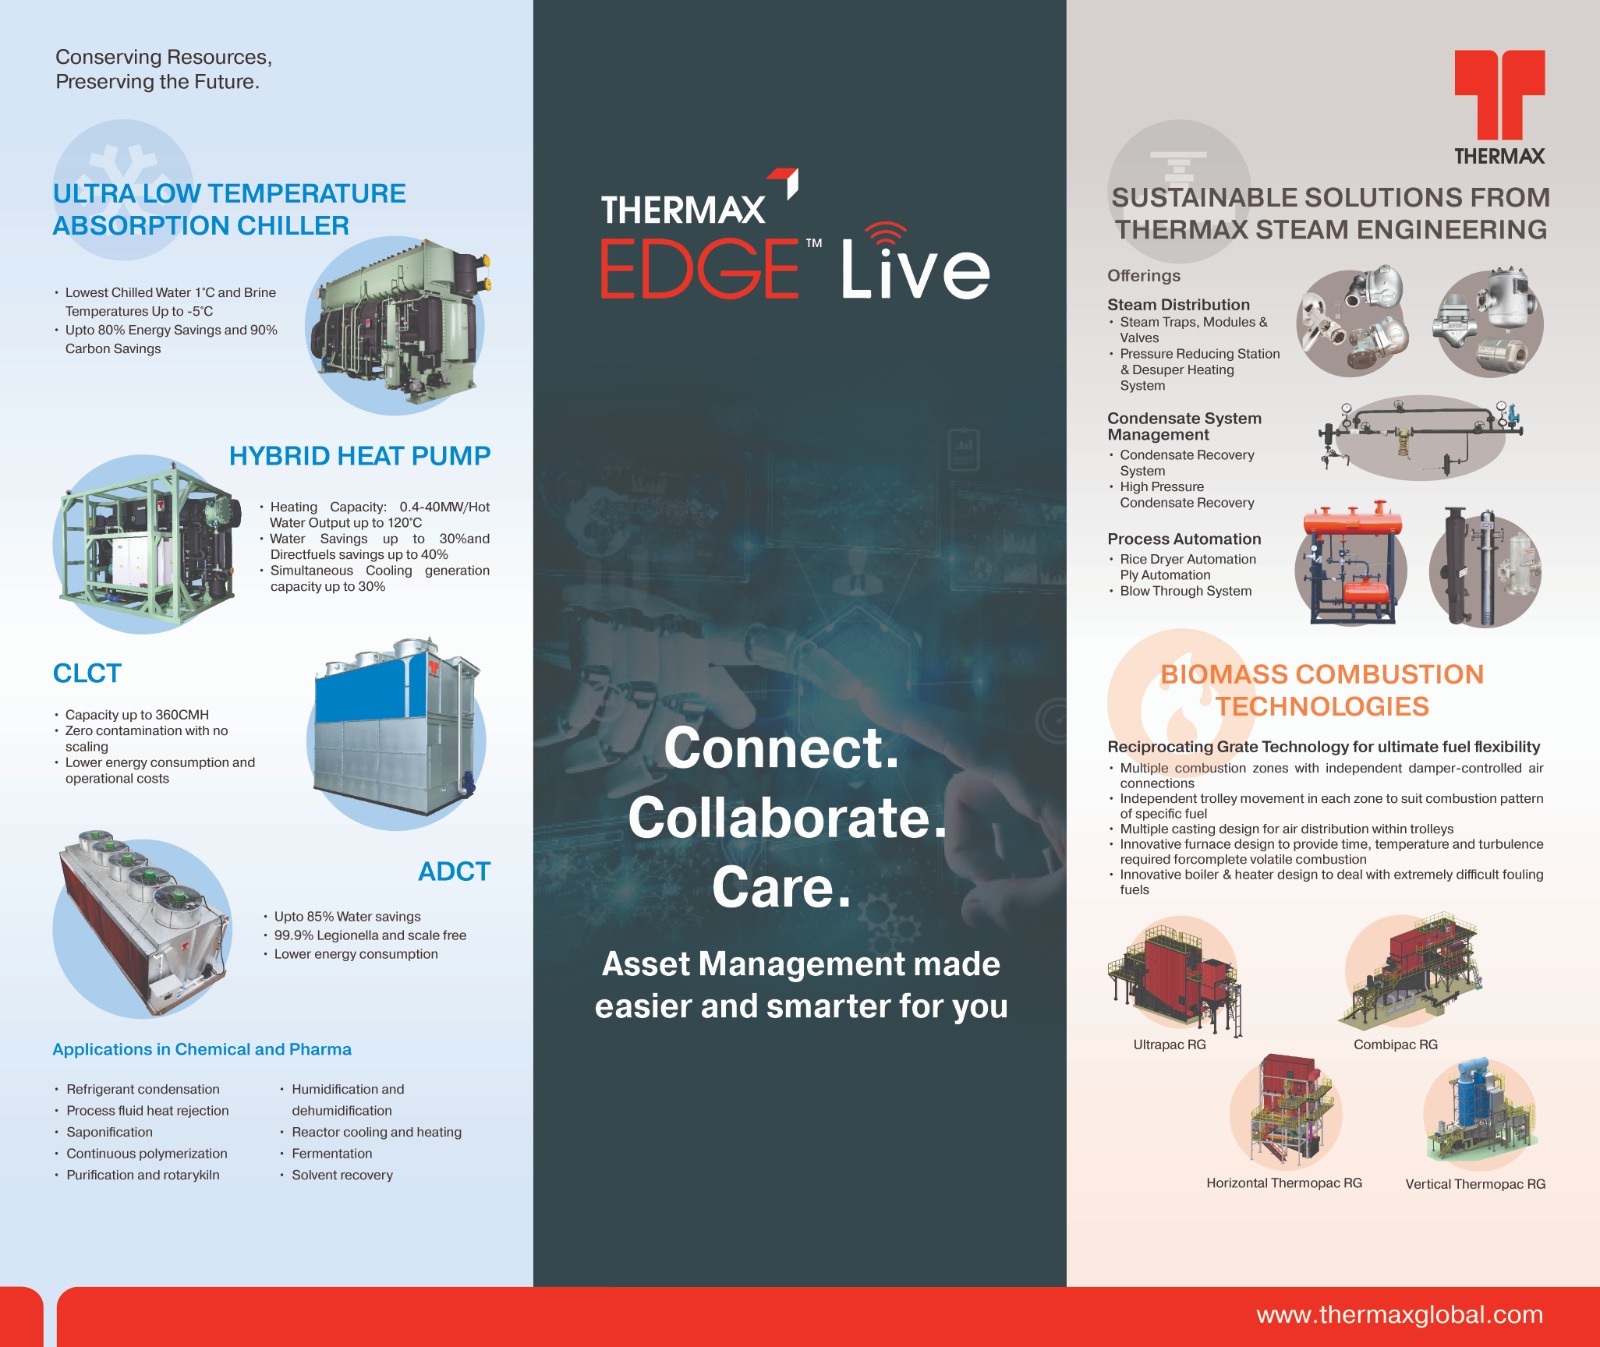 Conserving Resources,
Preserving the Future.
ULTRA LOW TEMPERATURE
ABSORPTION CHILLER
• Lowest Chilled Water 1°C and Brine
Temperatures Up to -5°C
• Upto 80% Energy Savings and 90%
Carbon Savings
HYBRID HEAT PUMP
• Heating Capacity: 0.4-40MW/Hot
Water Output up to 120°C
• Water Savings up to 30%and
Directfuels savings up to 40%
• Simultaneous Cooling generation
capacity up to 30%
CLCT
• Capacity up to 360CMH
• Zero contamination with no
scaling
• Lower energy consumption and
operational costs
ADCT
• Upto 85% Water savings
• 99.9% Legionella and scale free
• Lower energy consumption
Applications in Chemical and Pharma
• Refrigerant condensation
• Process fluid heat rejection
• Saponification
• Continuous polymerization
• Purification and rotarykiln
• Humidification and
dehumidification
• Reactor cooling and heating
• Fermentation
• Solvent recovery
THERMAX
EDGE™ Live
Connect.
Collaborate.
Care.
Asset Management made
easier and smarter for you
THERMAX
SUSTAINABLE SOLUTIONS FROM
THERMAX STEAM ENGINEERING
Offerings
Steam Distribution
• Steam Traps, Modules &
Valves
• Pressure Reducing Station
& Desuper Heating
System
Condensate System
Management
• Condensate Recovery
System
• High Pressure
Condensate Recovery
Process Automation
• Rice Dryer Automation
Ply Automation
• Blow Through System
BIOMASS COMBUSTION
TECHNOLOGIES
Reciprocating Grate Technology for ultimate fuel flexibility
• Multiple combustion zones with independent damper-controlled air
connections
• Independent trolley movement in each zone to suit combustion pattern
of specific fuel
• Multiple casting design for air distribution within trolleys
• Innovative furnace design to provide time, temperature and turbulence
required forcomplete volatile combustion
• Innovative boiler & heater design to deal with extremely difficult fouling
fuels
Ultrapac RG
Combipac RG
Horizontal Thermopac RG
Vertical Thermopac RG
www.thermaxglobal.com